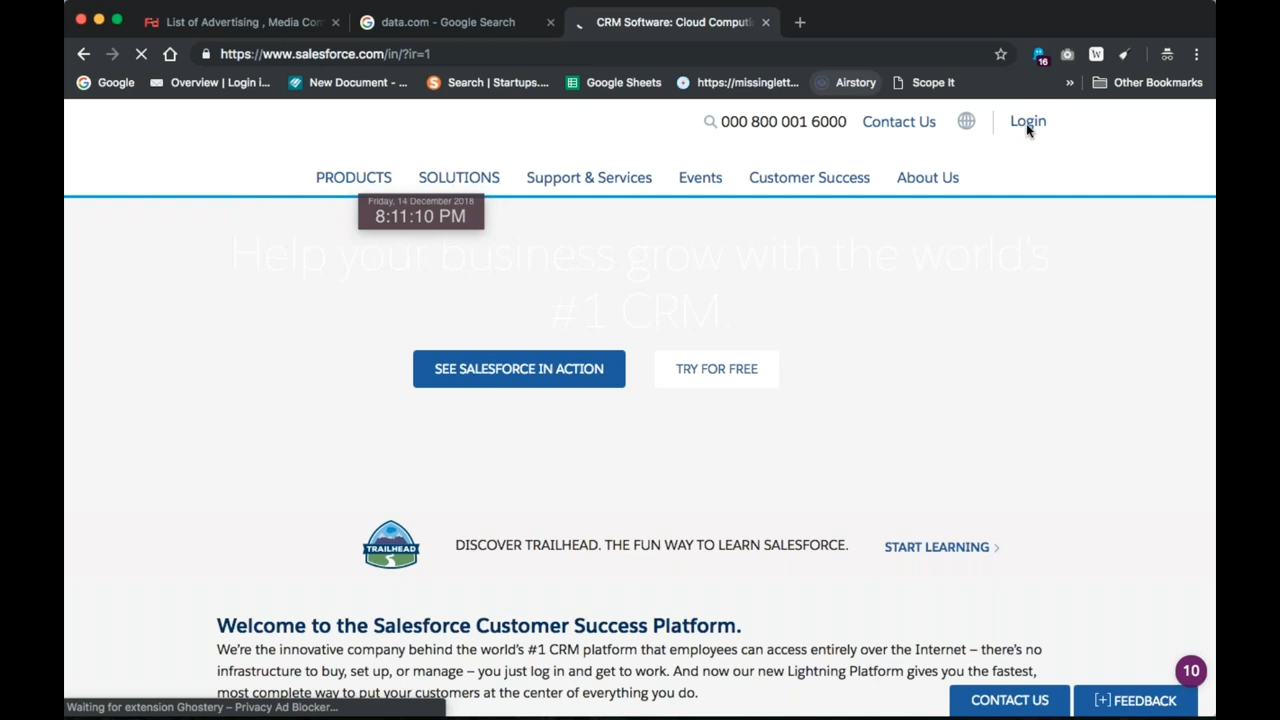 List of Advertising , Media Com
data.com - Google Search
CRM Software: Cloud Computi
https://www.salesforce.com/in/?ir=1
16
W
Google
Overview | Login i...
New Document - ...
Search | Startups....
Google Sheets
https://missinglett...
Airstory
Scope It
»
Other Bookmarks
000 800 001 6000
Contact Us
Login
PRODUCTS
SOLUTIONS
Support & Services
Events
Customer Success
About Us
Friday, 14 December 2018
8:11:10 PM
Help your business grow with the world's
#1 CRM.
SEE SALESFORCE IN ACTION
TRY FOR FREE
TRAILHEAD
DISCOVER TRAILHEAD. THE FUN WAY TO LEARN SALESFORCE.
START LEARNING >
Welcome to the Salesforce Customer Success Platform.
We're the innovative company behind the world's #1 CRM platform that employees can access entirely over the Internet – there's no
infrastructure to buy, set up, or manage – you just log in and get to work. And now our new Lightning Platform gives you the fastest,
most complete way to put your customers at the center of everything you do.
10
CONTACT US
[+] FEEDBACK
Waiting for extension Ghostery – Privacy Ad Blocker...